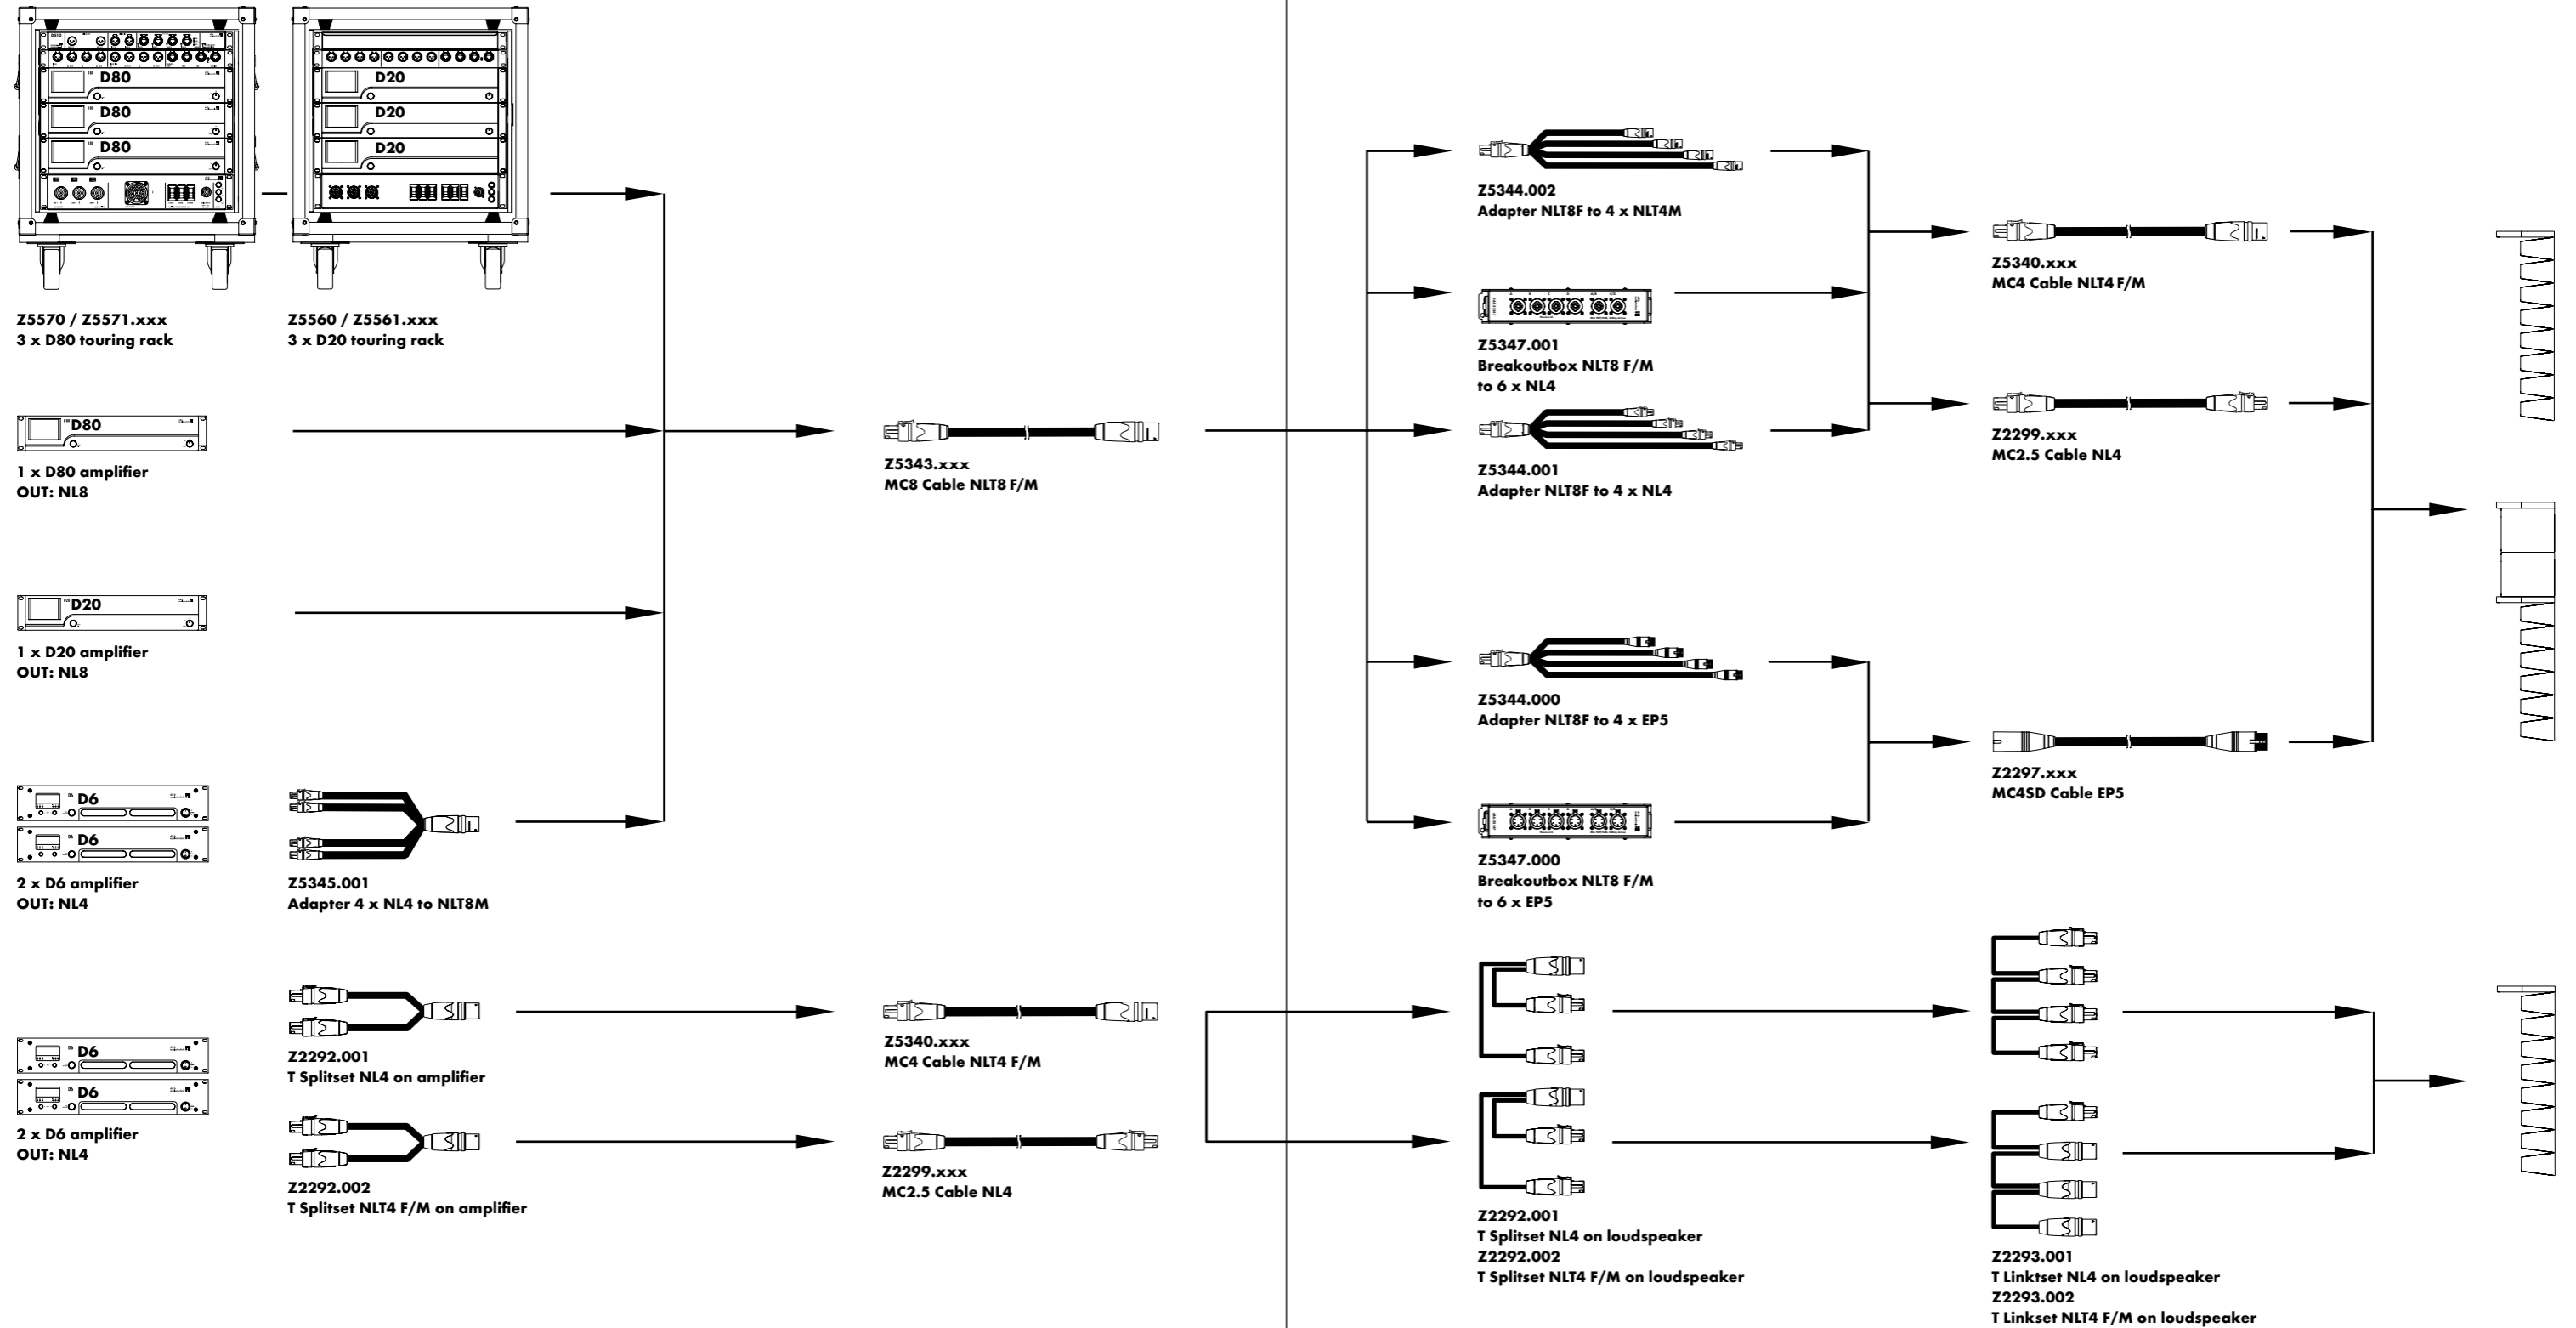 D80
D80
D80
D20
D20
D20
Z5570 / Z5571.xxx
3 x D80 touring rack
Z5560 / Z5561.xxx
3 x D20 touring rack
D80
1 x D80 amplifier
OUT: NL8
D20
1 x D20 amplifier
OUT: NL8
D6
D6
2 x D6 amplifier
OUT: NL4
Z5345.001
Adapter 4 x NL4 to NLT8M
D6
D6
2 x D6 amplifier
OUT: NL4
Z2292.001
T Splitset NL4 on amplifier
Z2292.002
T Splitset NLT4 F/M on amplifier
Z5343.xxx
MC8 Cable NLT8 F/M
Z5340.xxx
MC4 Cable NLT4 F/M
Z2299.xxx
MC2.5 Cable NL4
Z5344.002
Adapter NLT8F to 4 x NLT4M
Z5347.001
Breakoutbox NLT8 F/M
to 6 x NL4
Z5344.001
Adapter NLT8F to 4 x NL4
Z5344.000
Adapter NLT8F to 4 x EP5
Z5347.000
Breakoutbox NLT8 F/M
to 6 x EP5
Z2292.001
T Splitset NL4 on loudspeaker
Z2292.002
T Splitset NLT4 F/M on loudspeaker
Z5340.xxx
MC4 Cable NLT4 F/M
Z2299.xxx
MC2.5 Cable NL4
Z2297.xxx
MC4SD Cable EP5
Z2293.001
T Linktset NL4 on loudspeaker
Z2293.002
T Linkset NLT4 F/M on loudspeaker